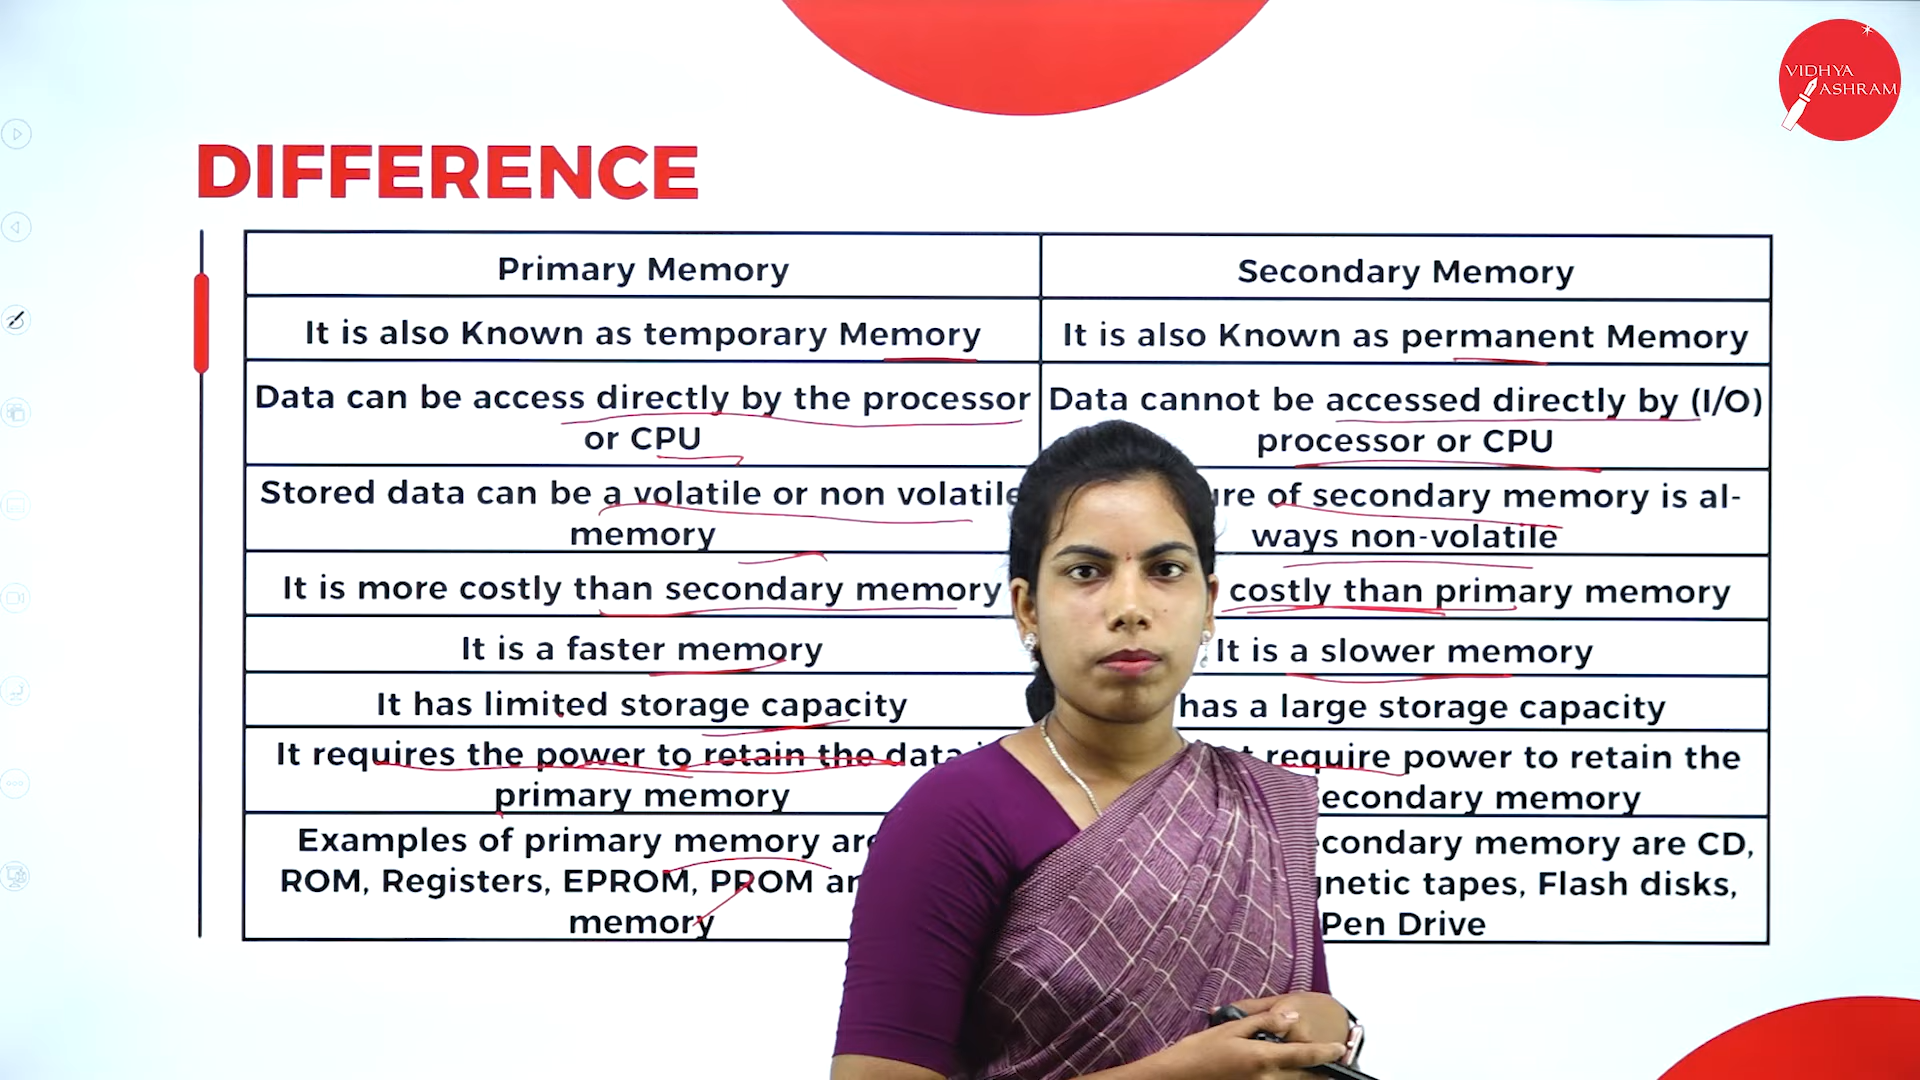 VIDHYA
ASHRAM
DIFFERENCE
Primary Memory
Secondary Memory
It is also Known as temporary Memory
It is also Known as permanent Memory
Data can be access directly by the processor
or CPU
Data cannot be accessed directly by (I/O)
processor or CPU
Stored data can be a volatile or non volatile
memory
of secondary memory is al-
ways non-volatile
It is more costly than secondary memory
costly than primary memory
It is a faster memory
It is a slower memory
It has limited storage capacity
has a large storage capacity
It requires the power to retain the data
primary memory
require power to retain the
secondary memory
Examples of primary memory are
ROM, Registers, EPROM, PROM
memory
secondary memory are CD,
tapes, Flash disks,
Pen Drive